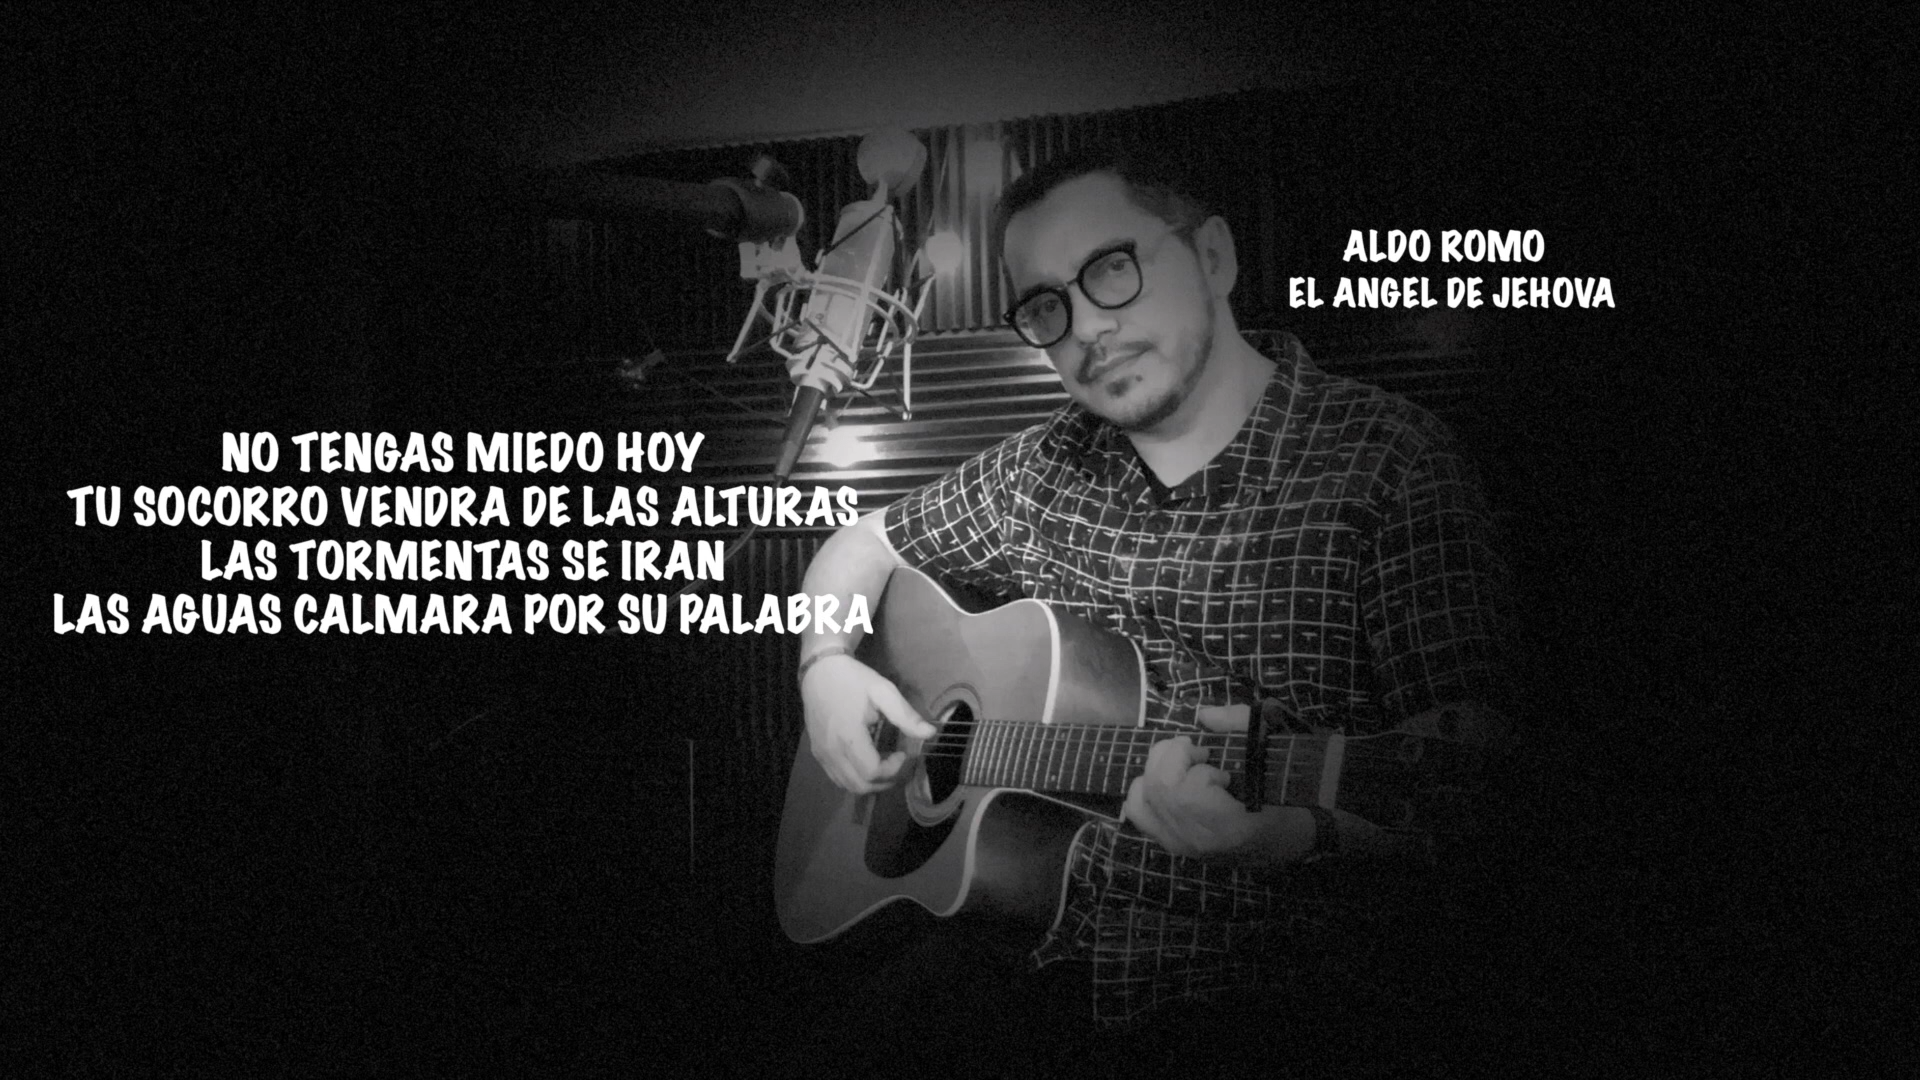 ALDO ROMO
EL ANGEL DE JEHOVA
NO TENGAS MIEDO HOY
TU SOCORRO VENDRA DE LAS ALTURAS
LAS TORMENTAS SE IRAN
LAS AGUAS CALMARA POR SU PALABRA